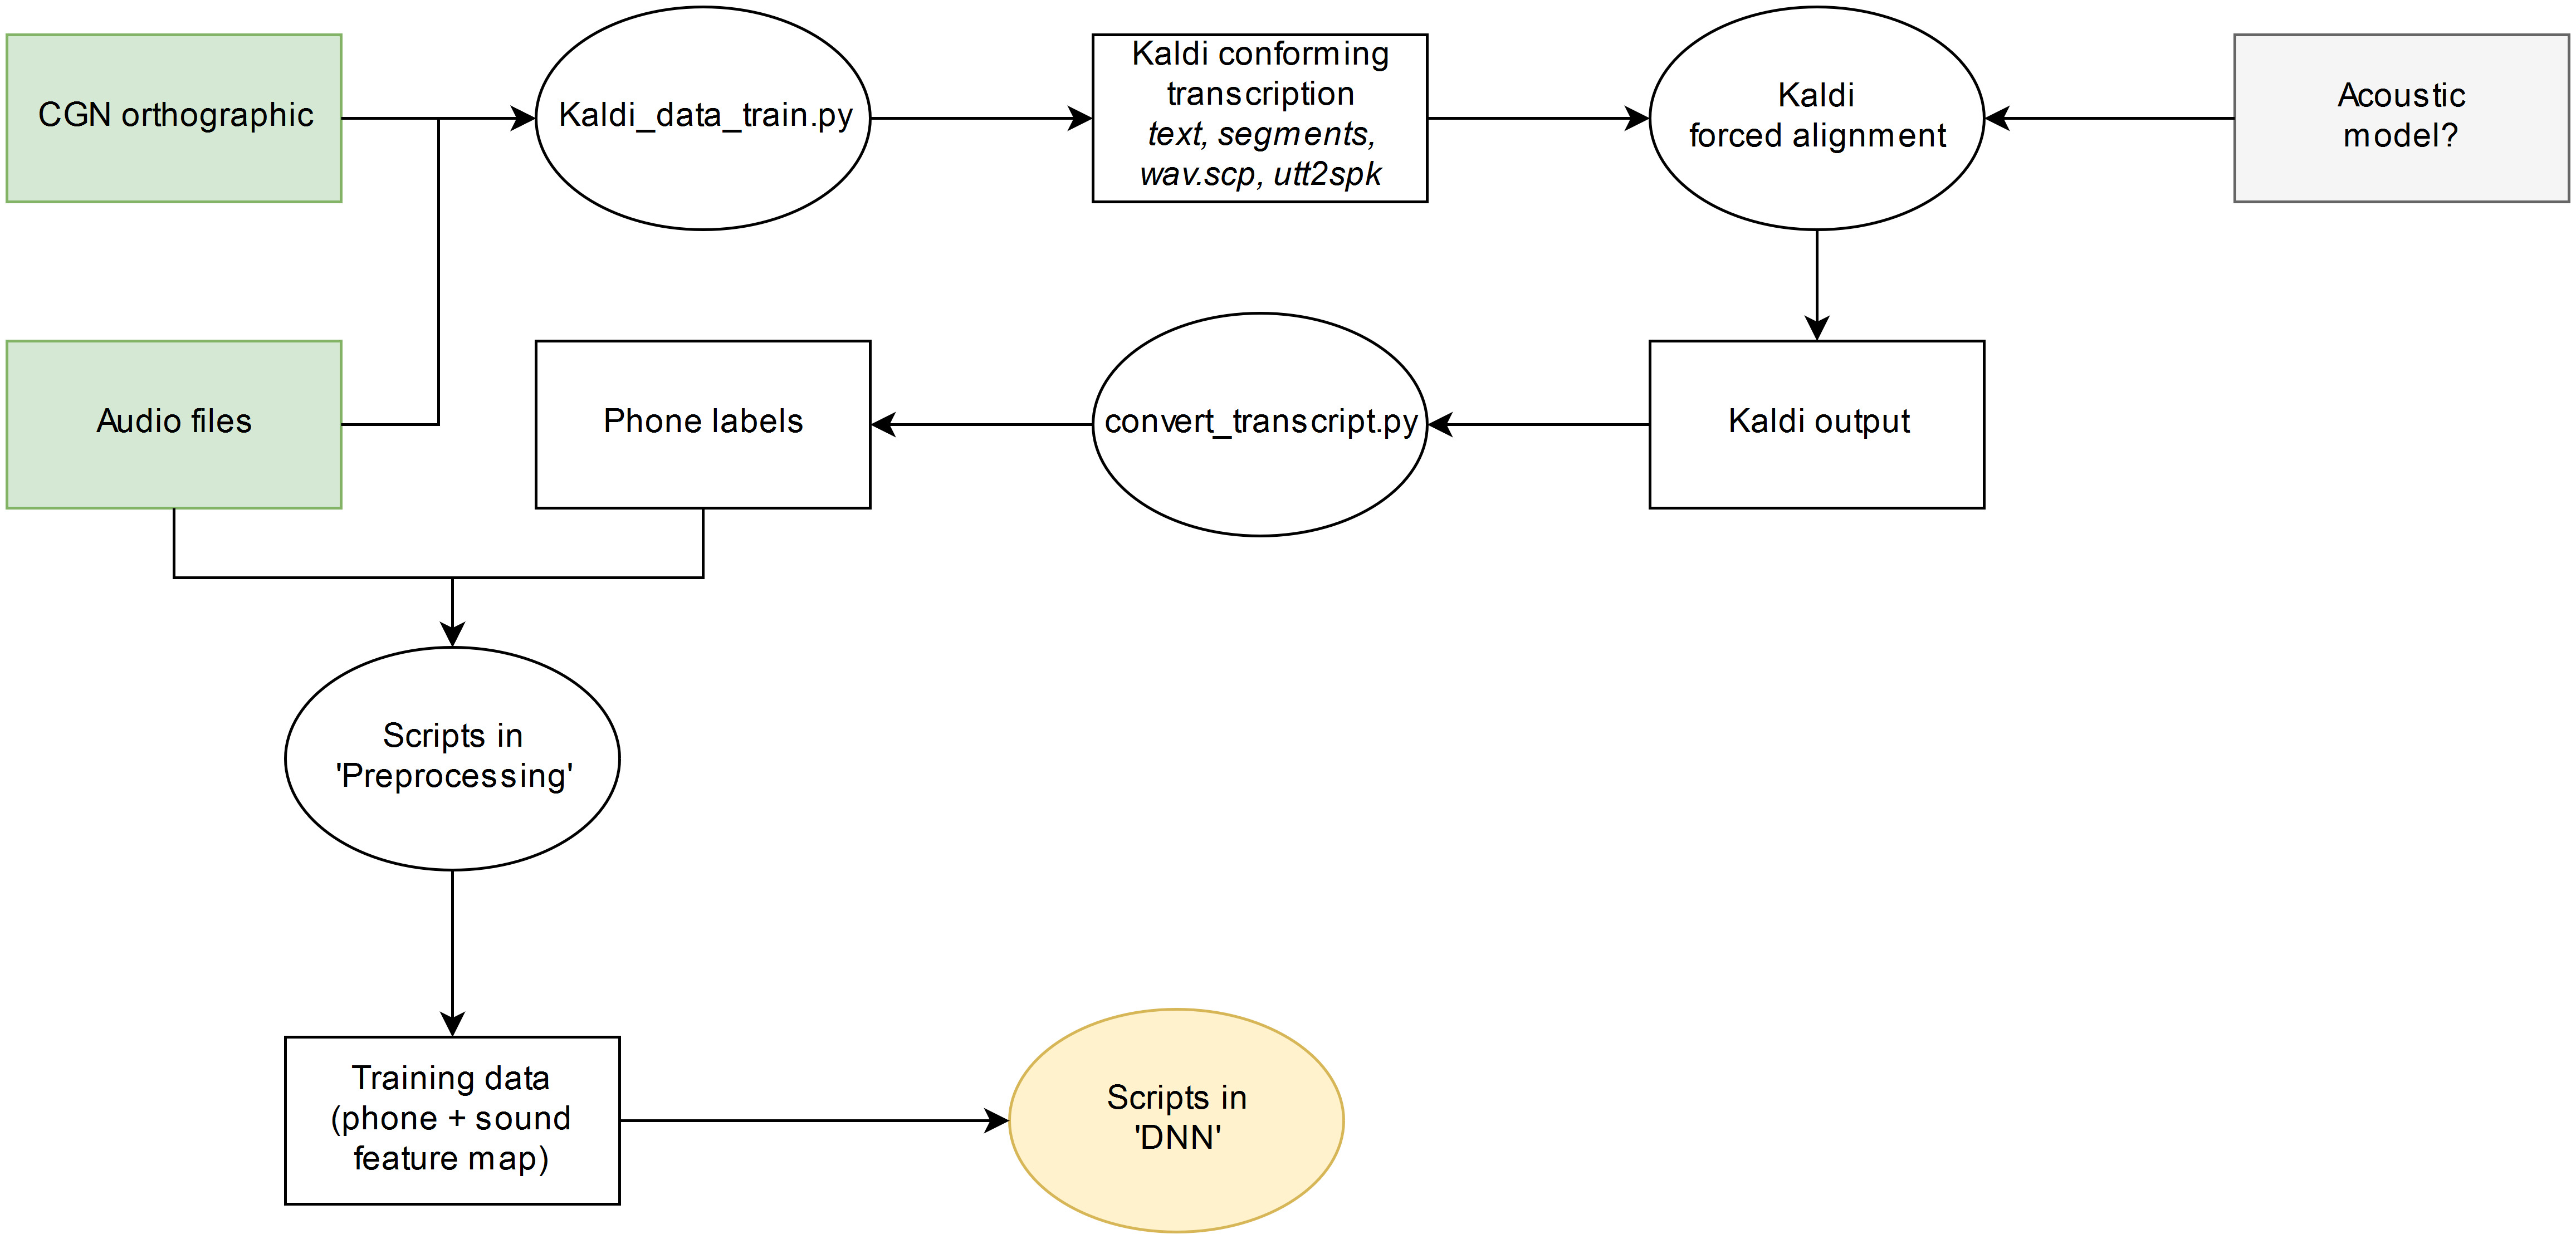 CGN orthographic
Kaldi_data_train.py
Kaldi conforming
transcription
text, segments,
wav.scp, utt2spk
Kaldi
forced alignment
Acoustic
model?
Audio files
Phone labels
convert_transcript.py
Kaldi output
Scripts in
'Preprocessing'
Training data
(phone + sound
feature map)
Scripts in
'DNN'